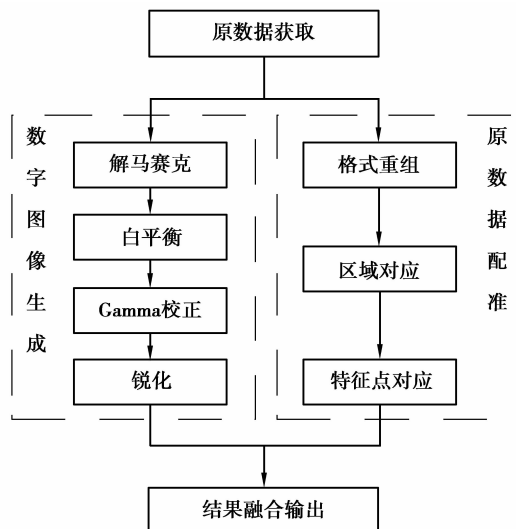 原数据获取
数字图像生成
解马赛克
白平衡
Gamma校正
锐化
原数据配准
格式重组
区域对应
特征点对应
结果融合输出